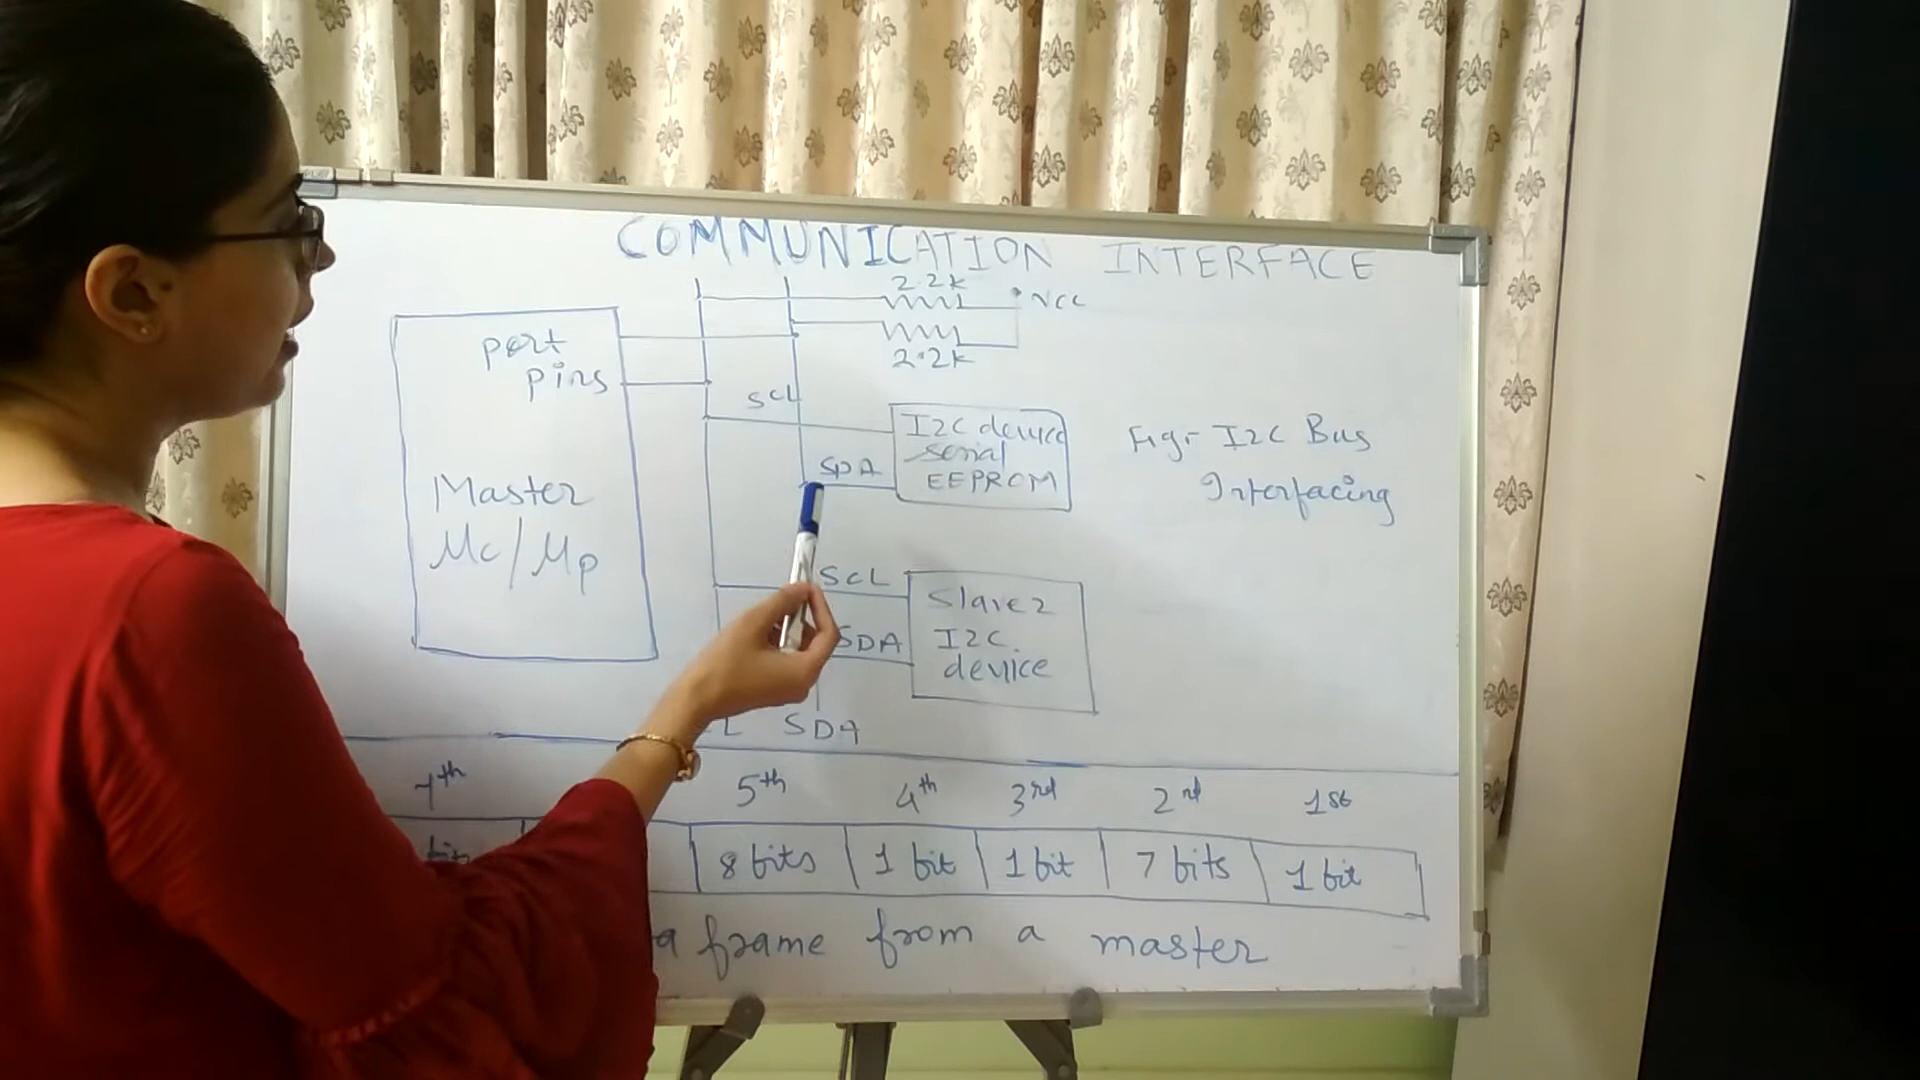 COMMUNICATION INTERFACE
2.2K
VCC
2.2K
port
pins
Master
Mc/Mp
SCL
I2C device
serial
EEPROM
SDA
Fig:- I2C Bus
Interfacing
SCL
SDA
Slave2
I2C.
device
L SDA
7th 5th 4th 3rd 2nd 1st
8 bits 1 bit 1 bit 7 bits 1 bit
frame from a master